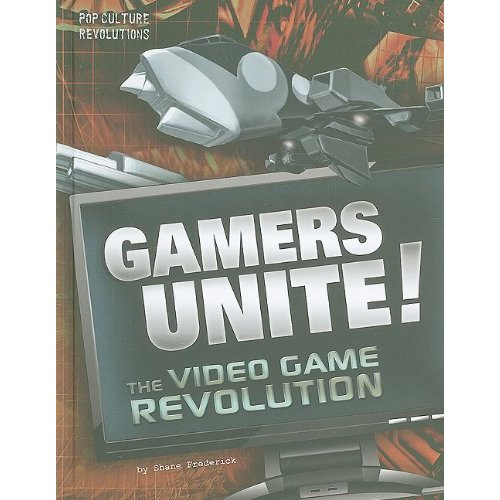 POP CULTURE
REVOLUTIONS
GAMERS
UNITE!
THE VIDEO GAME
REVOLUTION
by Shane Frederick